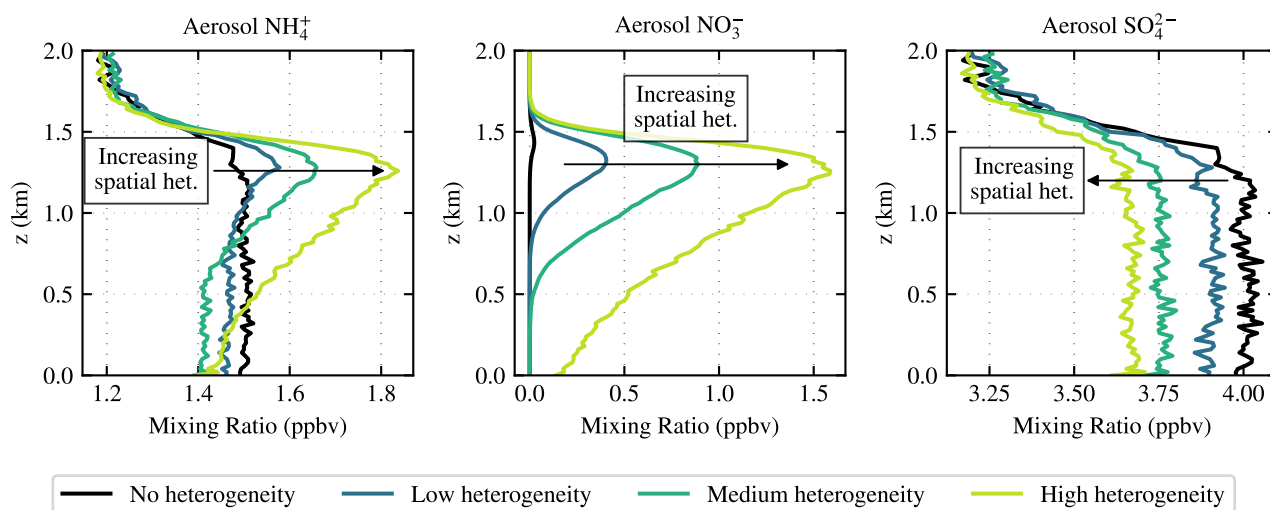 Aerosol NH₄⁺
2.0
1.5
1.0
0.5
0.0
z (km)
Increasing
spatial het.
1.2 1.4 1.6 1.8
Mixing Ratio (ppbv)
Aerosol NO₃⁻
2.0
1.5
1.0
0.5
0.0
z (km)
Increasing
spatial het.
0.0 0.5 1.0 1.5
Mixing Ratio (ppbv)
Aerosol SO₄²⁻
2.0
1.5
1.0
0.5
0.0
z (km)
Increasing
spatial het.
3.25 3.50 3.75 4.00
Mixing Ratio (ppbv)
No heterogeneity Low heterogeneity Medium heterogeneity High heterogeneity